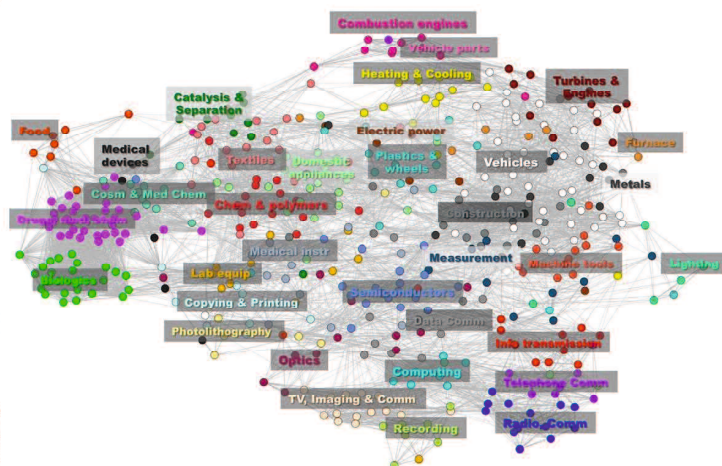 Combustion engines
Vehicle parts
Heating & Cooling
Turbines &
Engines
Catalysis &
Separation
Food
Medical
devices
Electric power
Furnace
Textiles
Domestic
appliances
Plastics &
wheels
Vehicles
Metals
Cosm & Med Chem
Chem & polymers
Construction
Medical instr
Measurement
Machine tools
Lighting
Biologics
Lab equip
Copying & Printing
Semiconductors
Photolithography
Data Comm
Info transmission
Optics
Computing
Telephone Comm
TV, Imaging & Comm
Recording
Radio, Comm